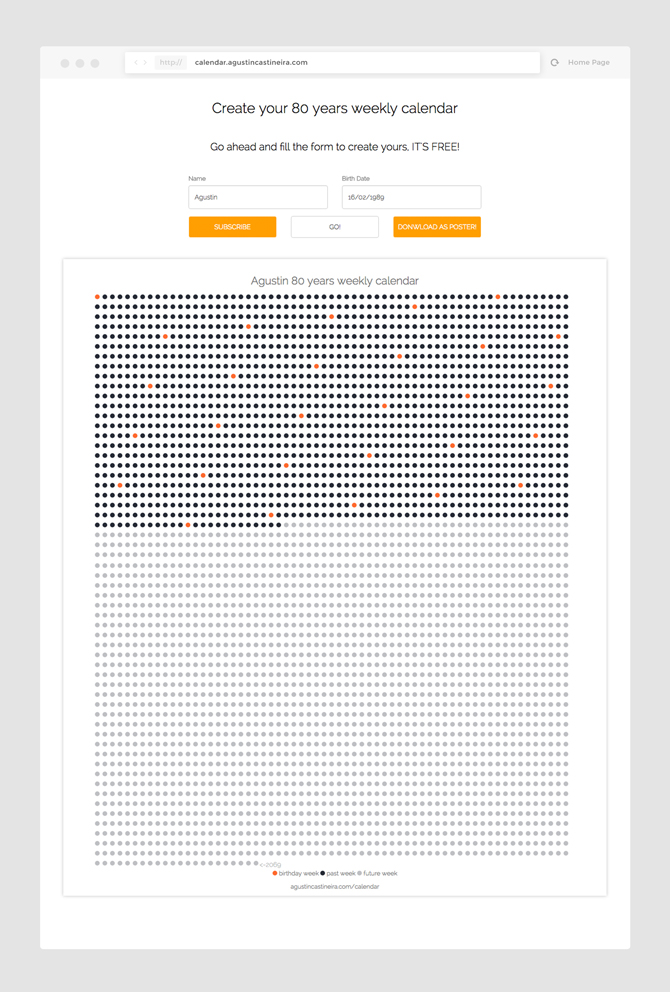 http:// calendar.agustincastineira.com Home Page
Create your 80 years weekly calendar
Go ahead and fill the form to create yours, IT'S FREE!
Name Birth Date
Agustin 16/02/1989
SUBSCRIBE GO! DONWLOAD AS POSTER!
Agustin 80 years weekly calendar
<-2069
birthday week past week future week
agustincastineira.com/calendar